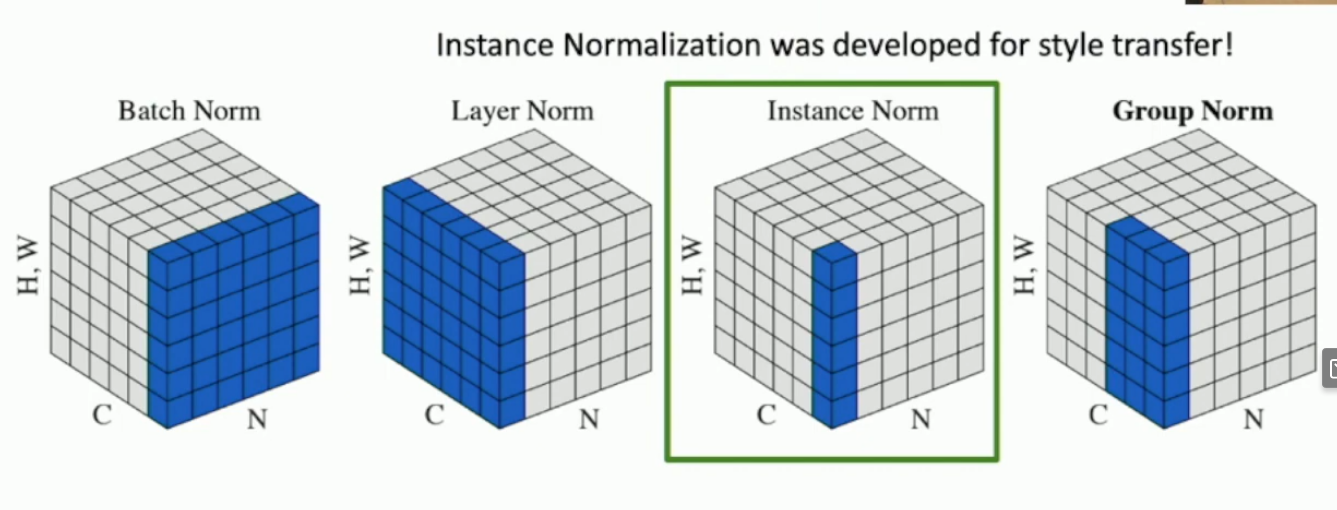 Instance Normalization was developed for style transfer!
Batch Norm
Layer Norm
Instance Norm
Group Norm
H, W
C
N
H, W
C
N
H, W
C
N
H, W
C
N